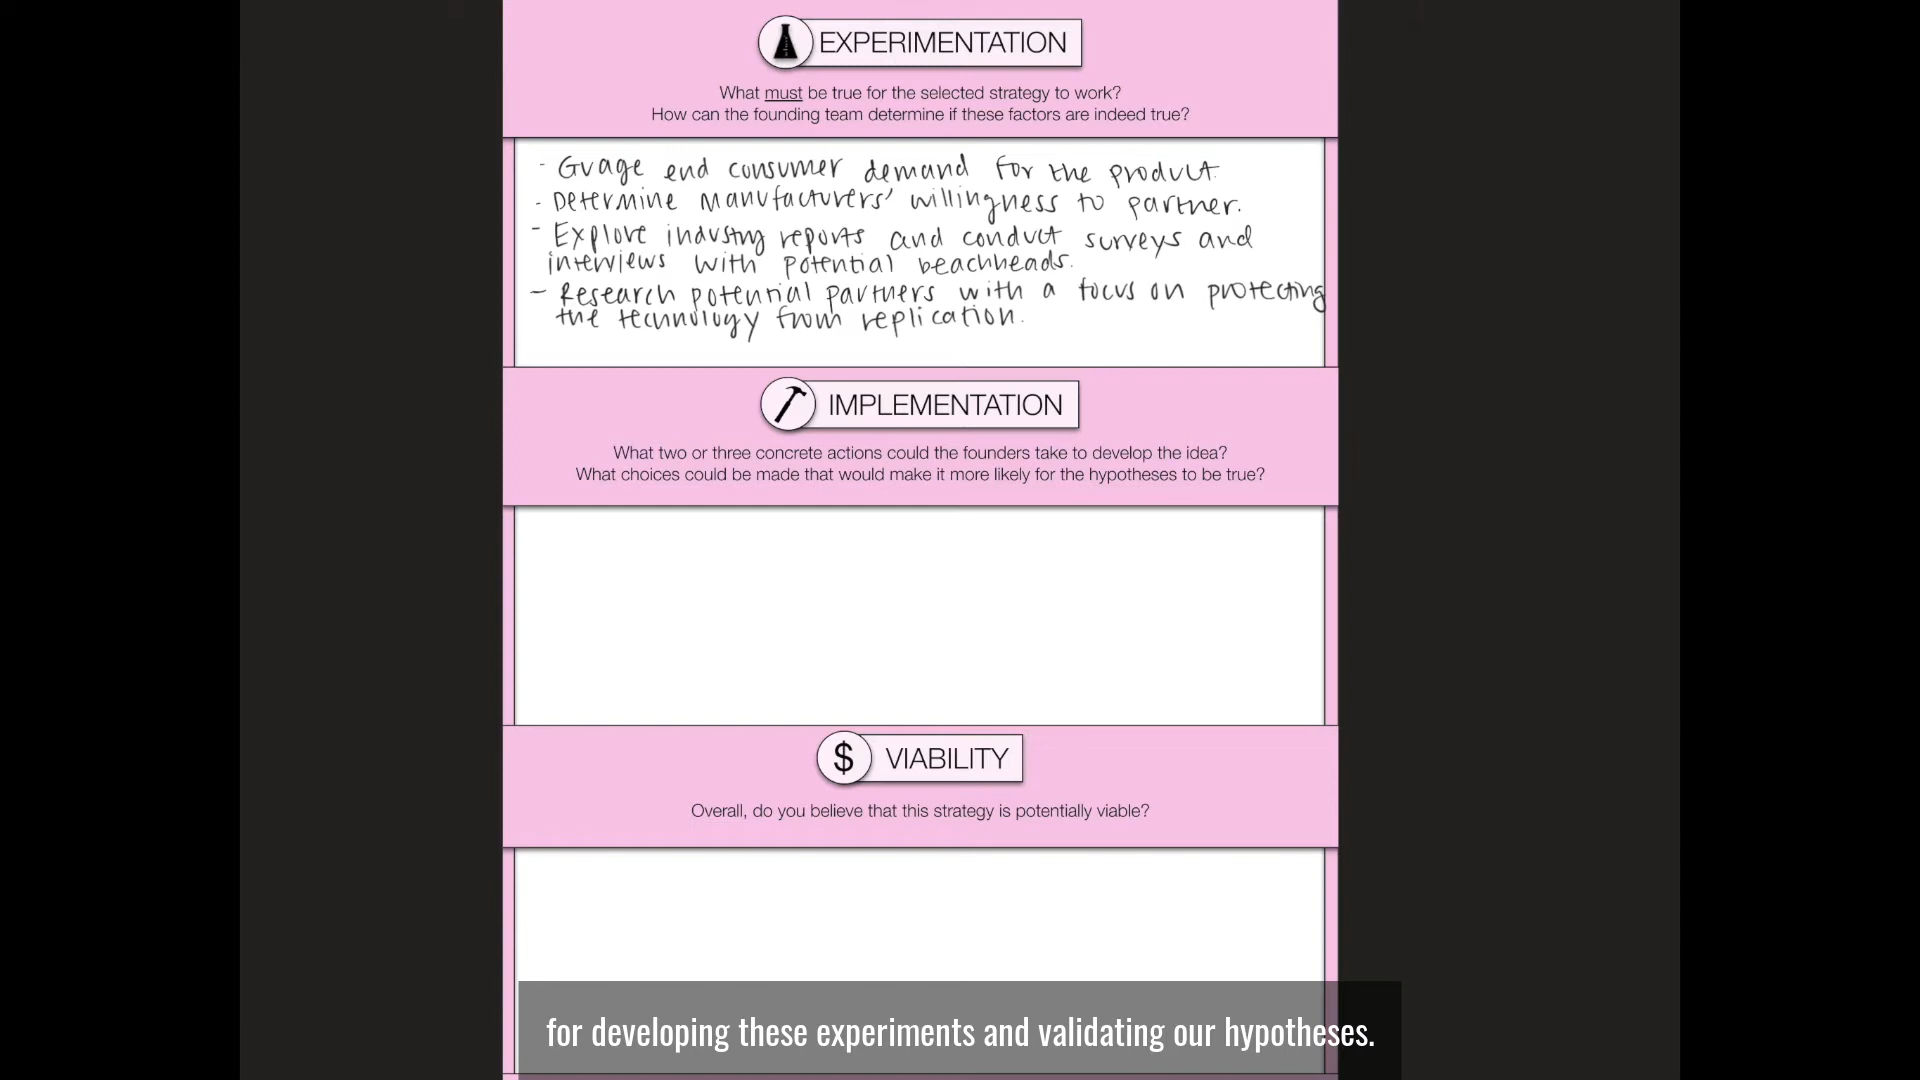 EXPERIMENTATION
What must be true for the selected strategy to work?
How can the founding team determine if these factors are indeed true?
- Guage end consumer demand for the product.
- Determine manufacturers' willingness to partner.
- Explore industry reports and conduct surveys and
interviews with potential beachheads.
- Research potential partners with a focus on protecting
the technology from replication.
IMPLEMENTATION
What two or three concrete actions could the founders take to develop the idea?
What choices could be made that would make it more likely for the hypotheses to be true?
$ VIABILITY
Overall, do you believe that this strategy is potentially viable?
for developing these experiments and validating our hypotheses.